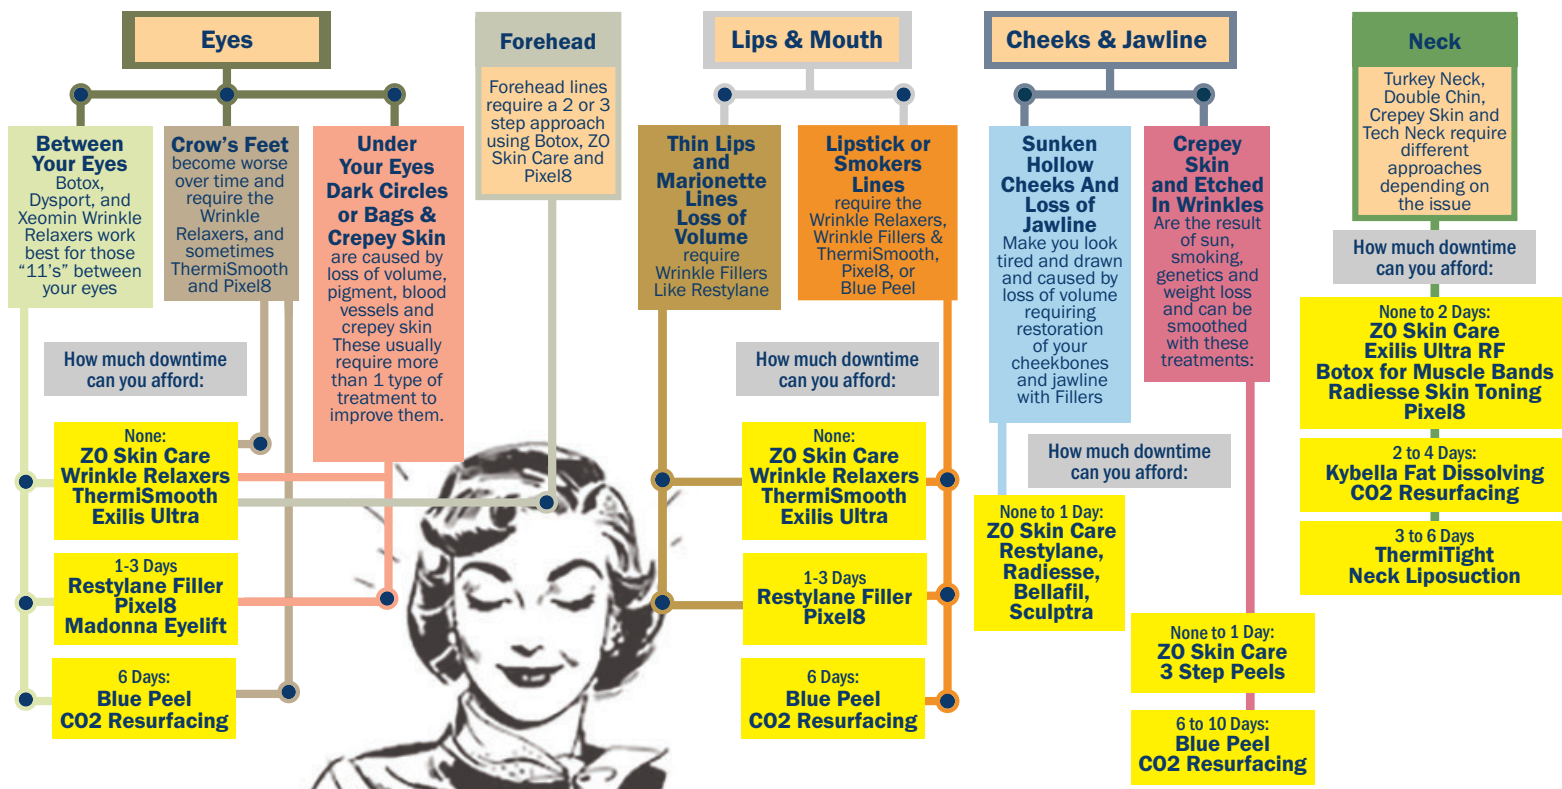 Eyes
Between
Your Eyes
Botox,
Dysport, and
Xeomin Wrinkle
Relaxers work
best for those
“11’s” between
your eyes
Crow’s Feet
become worse
over time and
require the
Wrinkle
Relaxers, and
sometimes
ThermiSmooth
and Pixel8
Under
Your Eyes
Dark Circles
or Bags &
Crepey Skin
are caused by
loss of volume,
pigment, blood
vessels and
crepey skin
These usually
require more
than 1 type of
treatment to
improve them.
How much downtime
can you afford:
None:
ZO Skin Care
Wrinkle Relaxers
ThermiSmooth
Exilis Ultra
1-3 Days
Restylane Filler
Pixel8
Madonna Eyelift
6 Days:
Blue Peel
CO2 Resurfacing
Forehead
Forehead lines
require a 2 or 3
step approach
using Botox, ZO
Skin Care and
Pixel8
Lips & Mouth
Thin Lips
and
Marionette
Lines
Loss of
Volume
require
Wrinkle Fillers
Like Restylane
Lipstick or
Smokers
Lines
require the
Wrinkle Relaxers,
Wrinkle Fillers &
ThermiSmooth,
Pixel8, or
Blue Peel
How much downtime
can you afford:
None:
ZO Skin Care
Wrinkle Relaxers
ThermiSmooth
Exilis Ultra
1-3 Days
Restylane Filler
Pixel8
6 Days:
Blue Peel
CO2 Resurfacing
Cheeks & Jawline
Sunken
Hollow
Cheeks And
Loss of
Jawline
Make you look
tired and drawn
and caused by
loss of volume
requiring
restoration
of your
cheekbones
and jawline
with Fillers
Crepey
Skin
and Etched
In Wrinkles
Are the result
of sun,
smoking,
genetics and
weight loss
and can be
smoothed
with these
treatments:
How much downtime
can you afford:
None to 1 Day:
ZO Skin Care
Restylane,
Radiesse,
Bellafil,
Sculptra
None to 1 Day:
ZO Skin Care
3 Step Peels
6 to 10 Days:
Blue Peel
CO2 Resurfacing
Neck
Turkey Neck,
Double Chin,
Crepey Skin and
Tech Neck require
different
approaches
depending on
the issue
How much downtime
can you afford:
None to 2 Days:
ZO Skin Care
Exilis Ultra RF
Botox for Muscle Bands
Radiesse Skin Toning
Pixel8
2 to 4 Days:
Kybella Fat Dissolving
CO2 Resurfacing
3 to 6 Days
ThermiTight
Neck Liposuction